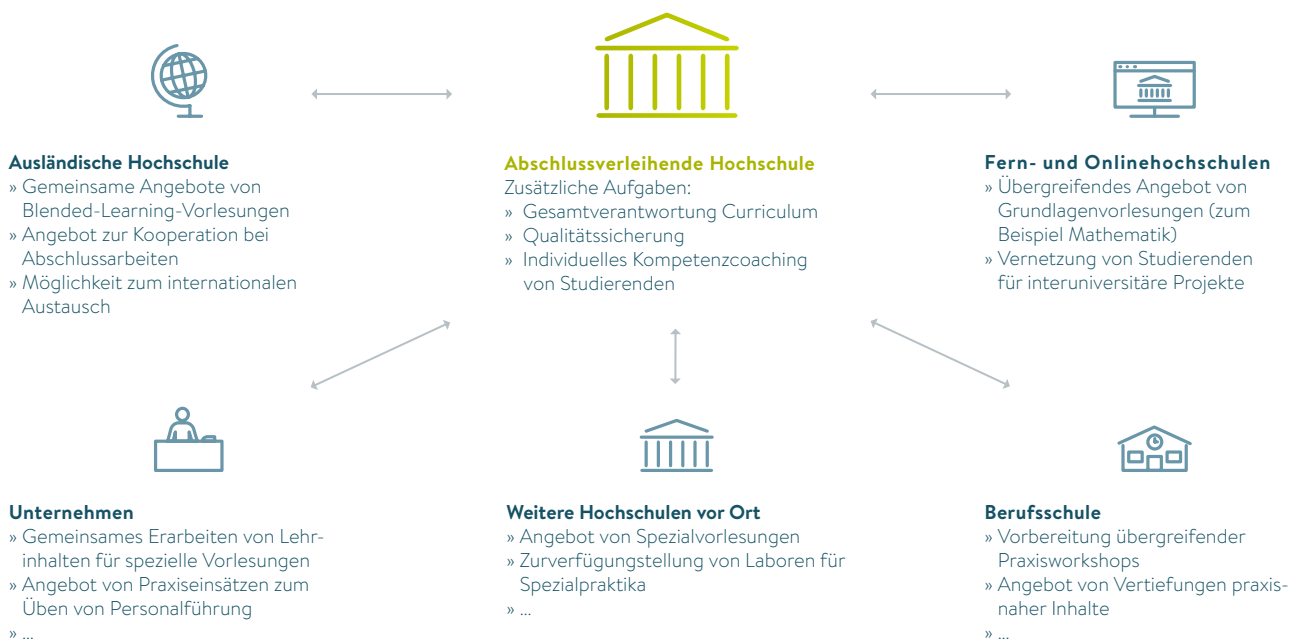 Ausländische Hochschule
» Gemeinsame Angebote von
Blended-Learning-Vorlesungen
» Angebot zur Kooperation bei
Abschlussarbeiten
» Möglichkeit zum internationalen
Austausch
Abschlussverleihende Hochschule
Zusätzliche Aufgaben:
» Gesamtverantwortung Curriculum
» Qualitätssicherung
» Individuelles Kompetenzcoaching
von Studierenden
Fern- und Onlinehochschulen
» Übergreifendes Angebot von
Grundlagenvorlesungen (zum
Beispiel Mathematik)
» Vernetzung von Studierenden
für interuniversitäre Projekte
Unternehmen
» Gemeinsames Erarbeiten von Lehr-
inhalten für spezielle Vorlesungen
» Angebot von Praxiseinsätzen zum
Üben von Personalführung
» ...
Weitere Hochschulen vor Ort
» Angebot von Spezialvorlesungen
» Zurverfügungstellung von Laboren für
Spezialpraktika
» ...
Berufsschule
» Vorbereitung übergreifender
Praxisworkshops
» Angebot von Vertiefungen praxis-
naher Inhalte
» ...